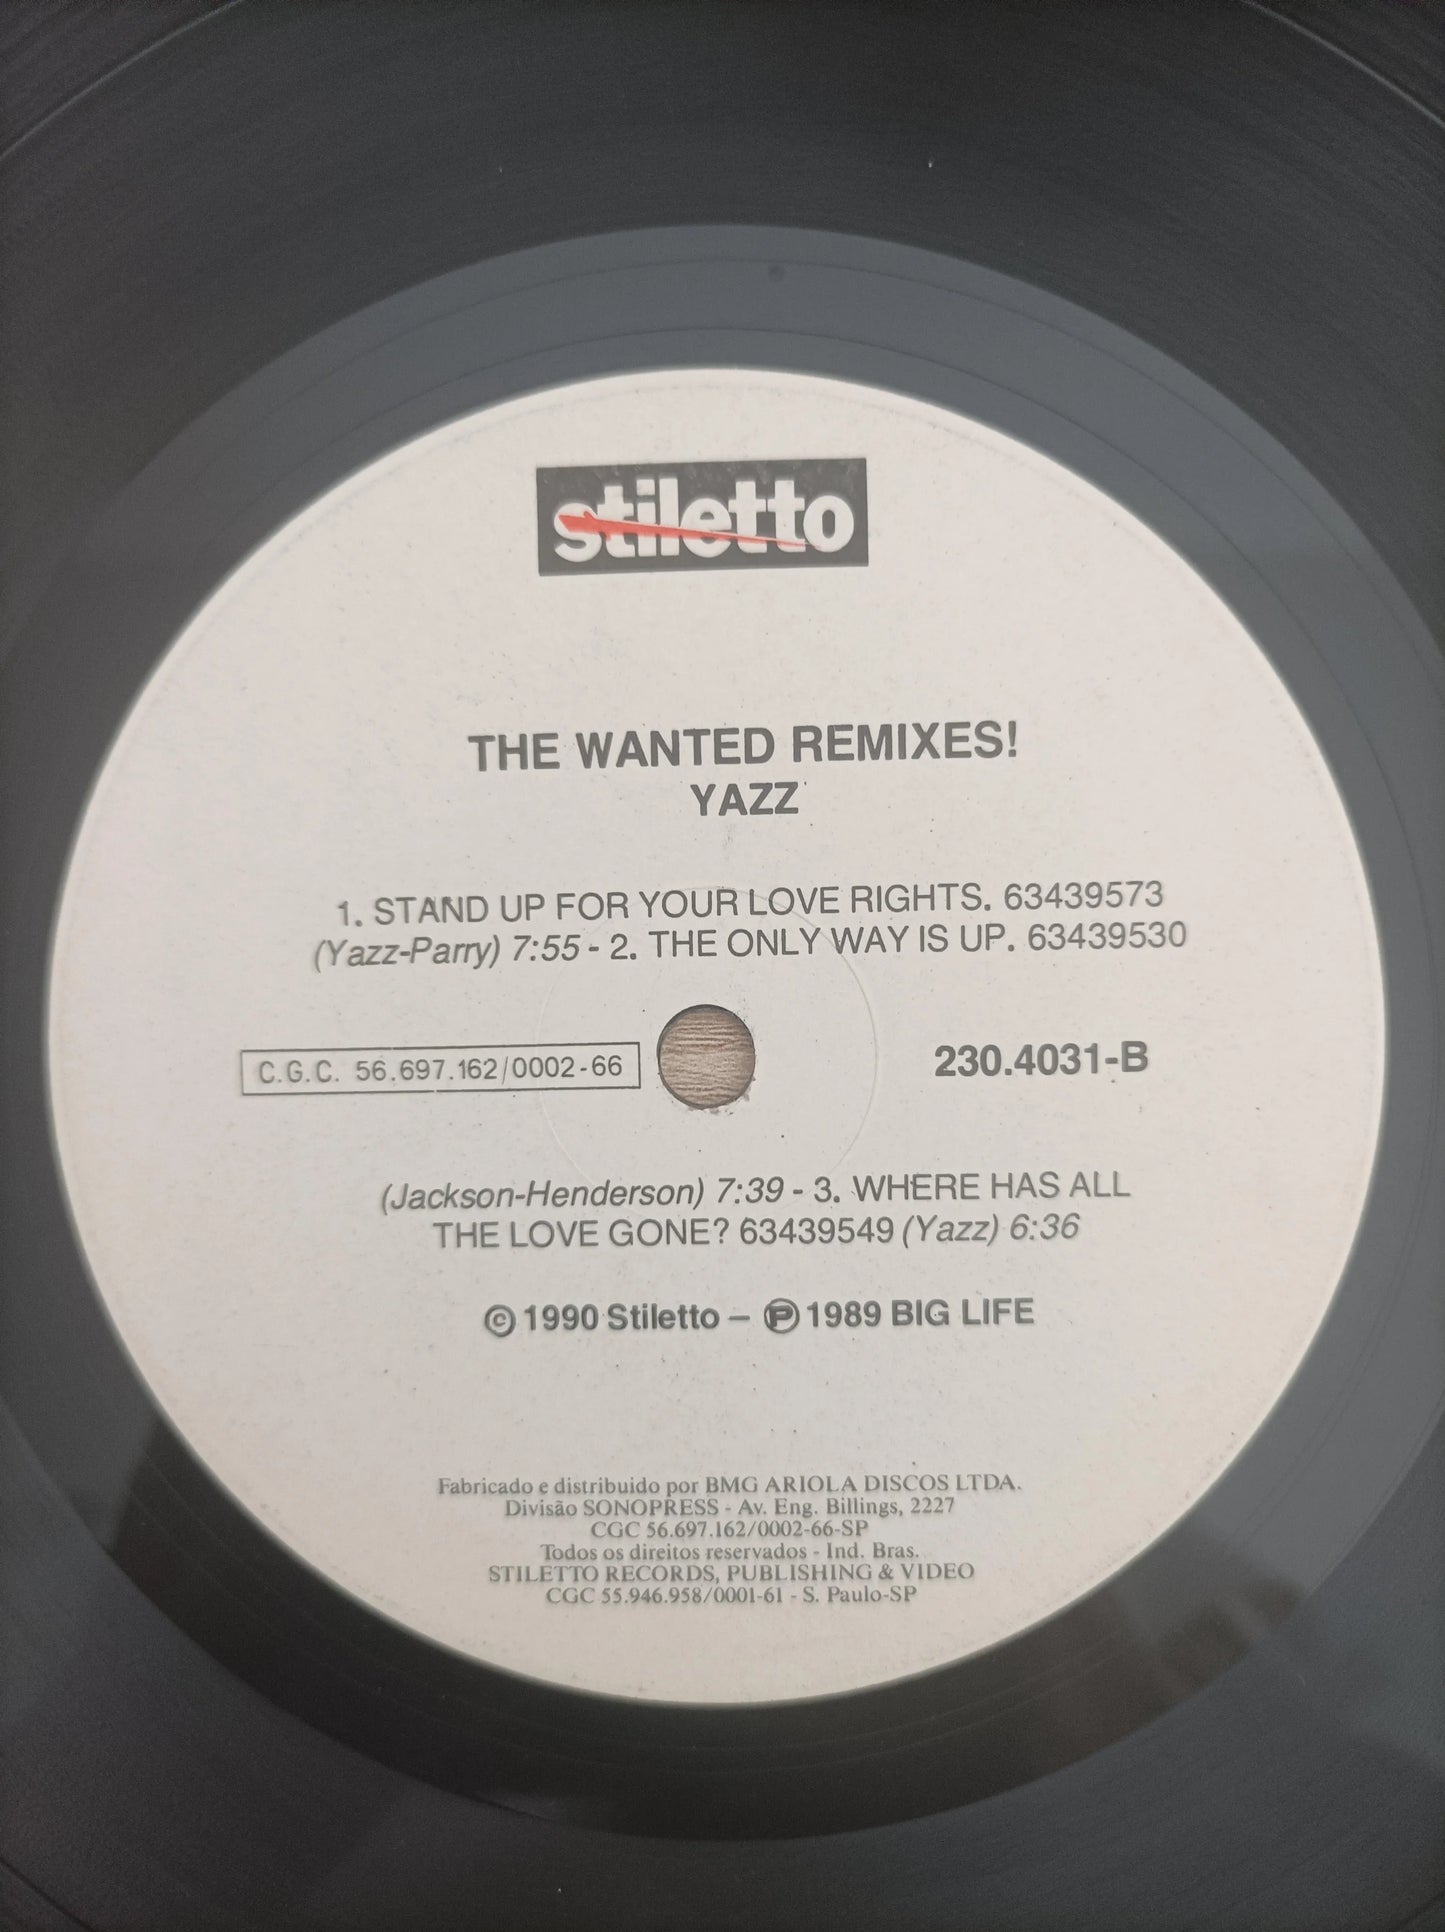 stiletto
THE WANTED REMIXES!
YAZZ
1. STAND UP FOR YOUR LOVE RIGHTS. 63439573
(Yazz-Parry) 7:55 - 2. THE ONLY WAY IS UP. 63439530
C.G.C. 56.697.162/0002-66
230.4031-B
(Jackson-Henderson) 7:39 - 3. WHERE HAS ALL
THE LOVE GONE? 63439549 (Yazz) 6:36
© 1990 Stiletto – ℗ 1989 BIG LIFE
Fabricado e distribuido por BMG ARIOLA DISCOS LTDA.
Divisão SONOPRESS - Av. Eng. Billings, 2227
CGC 56.697.162/0002-66-SP
Todos os direitos reservados - Ind. Bras.
STILETTO RECORDS, PUBLISHING & VIDEO
CGC 55.946.958/0001-61 - S. Paulo-SP